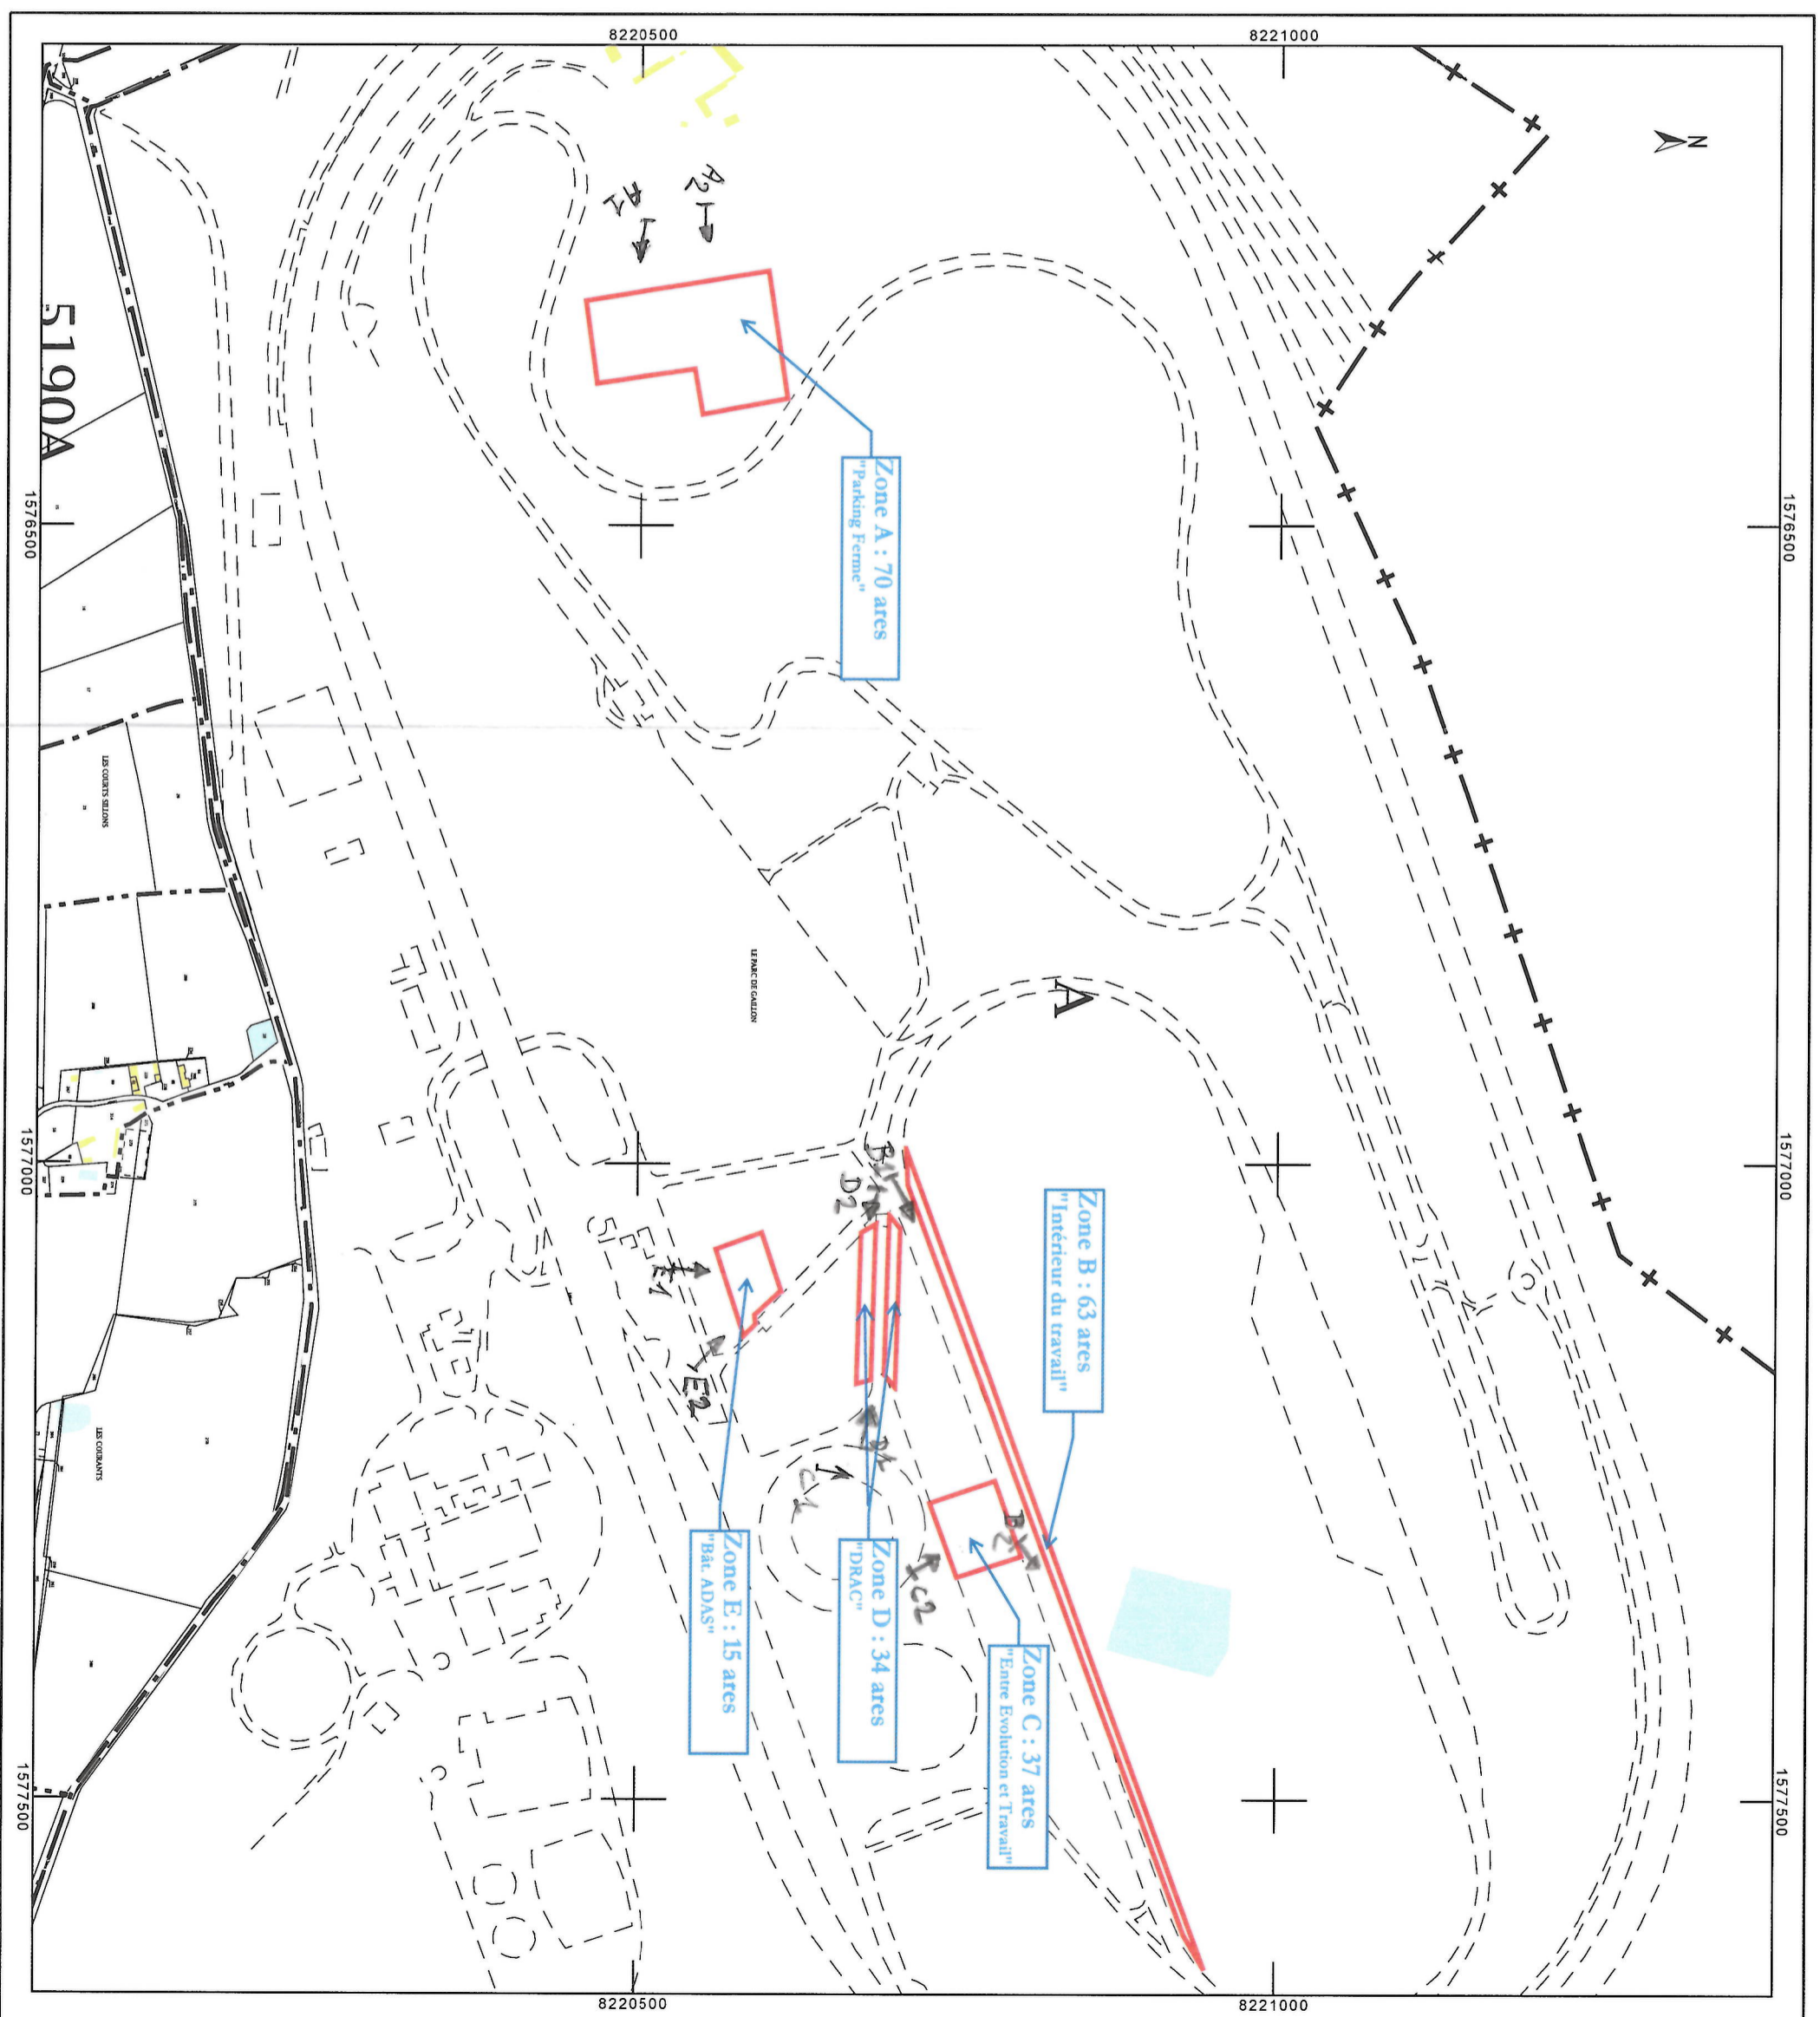 8220500
8221000
N
A2
A1
5190A
1576500
1576500
Zone A : 70 ares
"Parking Ferme"
LES COURTS SILLONS
LE PARC DE GAILLON
A
1577000
1577000
B1
D2
Zone B : 63 ares
"Intérieur du travail"
E1
E2
D1
C1
B2
C2
LES COURANTS
Zone E : 15 ares
"Bât. ADAS"
Zone D : 34 ares
"DRAC"
Zone C : 37 ares
"Entre Evolution et Travail"
1577500
1577500
8220500
8221000